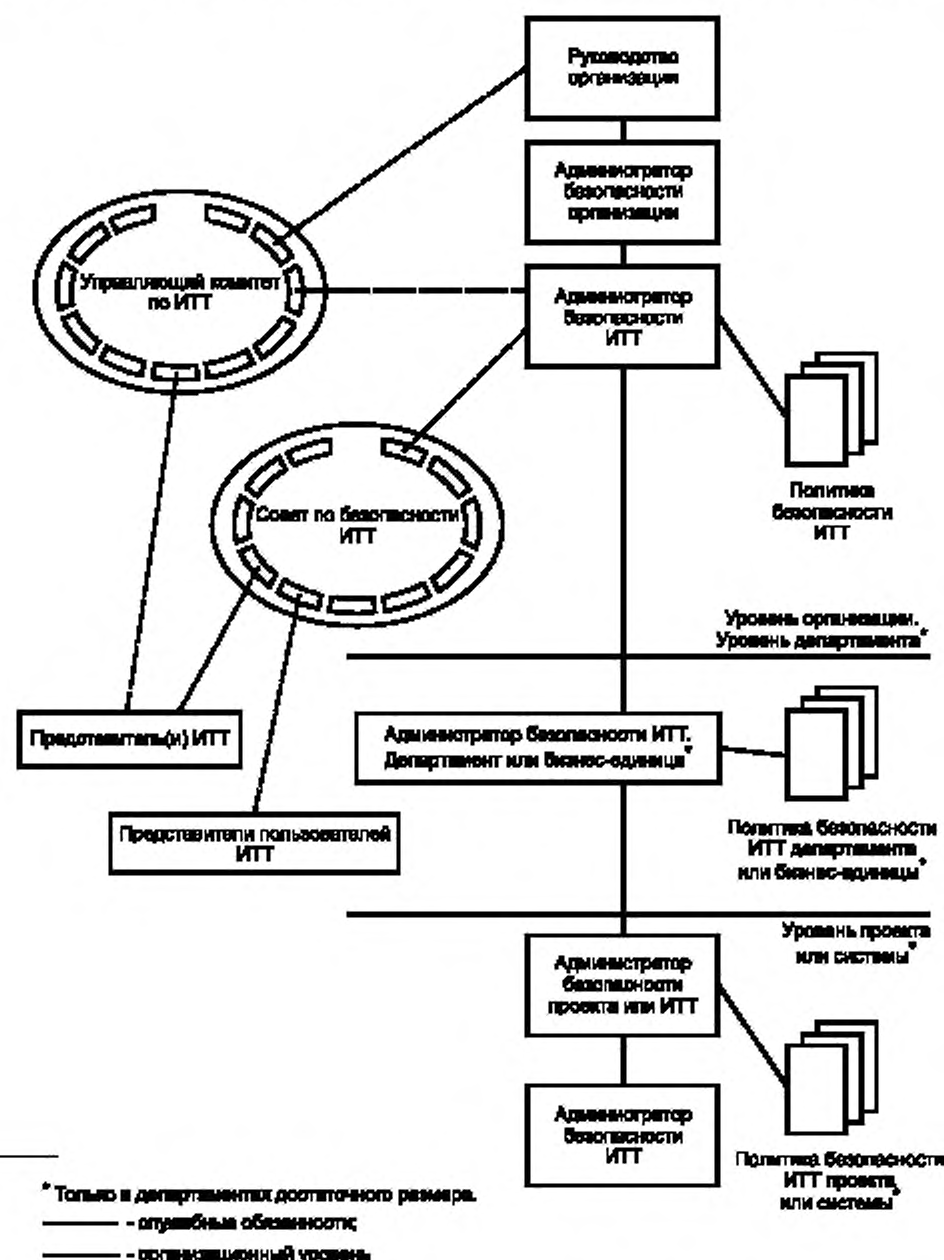 Руководство
организации
Администратор
безопасности
организации
Управляющий комитет
по ИТТ
Администратор
безопасности
ИТТ
Политика
безопасности
ИТТ
Совет по безопасности
ИТТ
Уровень организации.
Уровень департамента*
Представитель(и) ИТТ
Администратор безопасности ИТТ.
Департамент или бизнес-единица*
Представители пользователей
ИТТ
Политика безопасности
ИТТ департамента
или бизнес-единицы*
Уровень проекта
или системы*
Администратор
безопасности
проекта или ИТТ
Администратор
безопасности
ИТТ
Политика безопасности
ИТТ проекта
или системы*
* Только в департаментах достаточного размера.
- служебные обязанности;
- организационный уровень